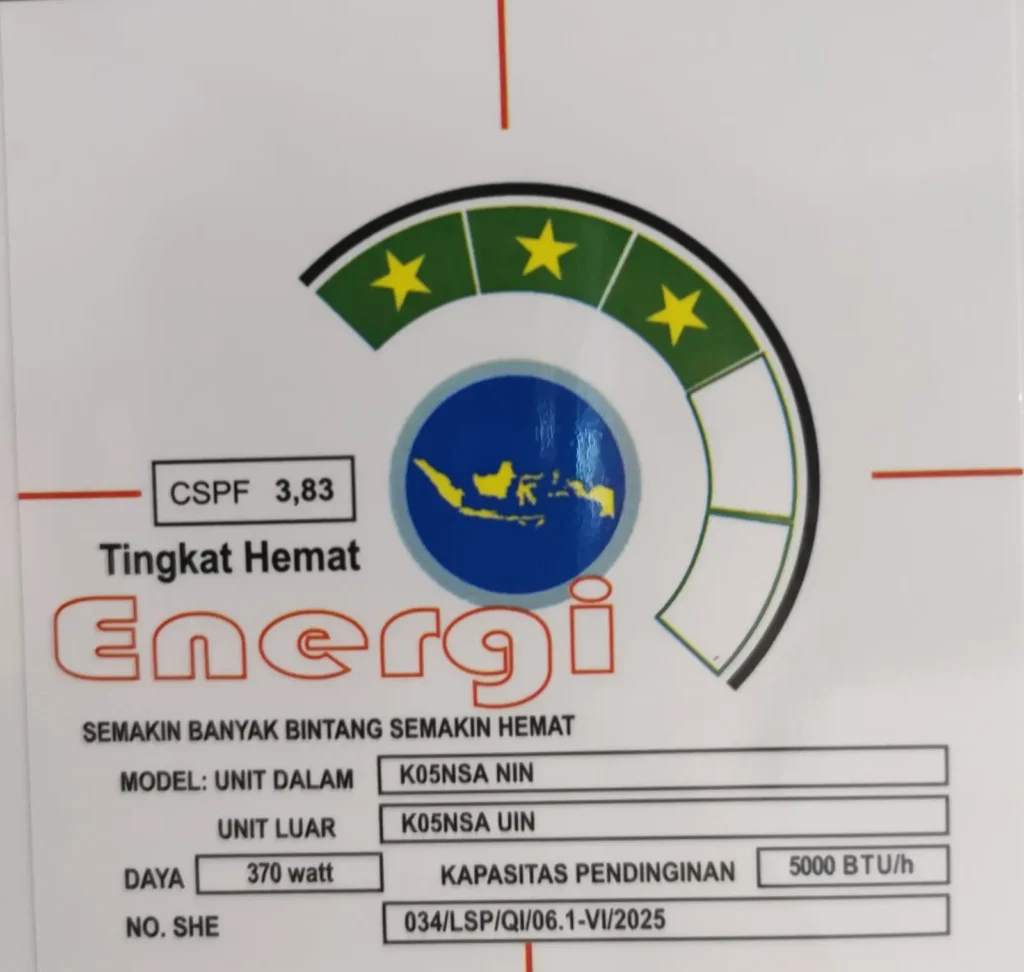 CSPF 3,83
Tingkat Hemat
Energi
SEMAKIN BANYAK BINTANG SEMAKIN HEMAT
MODEL: UNIT DALAM K05NSA NIN
UNIT LUAR K05NSA UIN
DAYA 370 watt KAPASITAS PENDINGINAN 5000 BTU/h
NO. SHE 034/LSP/QI/06.1-VI/2025